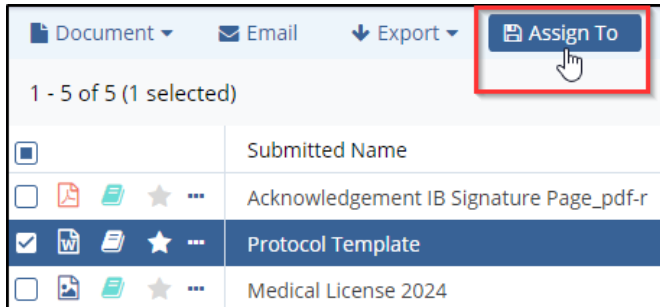 Document Email Export Assign To
1 - 5 of 5 (1 selected)
Submitted Name
Acknowledgement IB Signature Page_pdf-r
Protocol Template
Medical License 2024